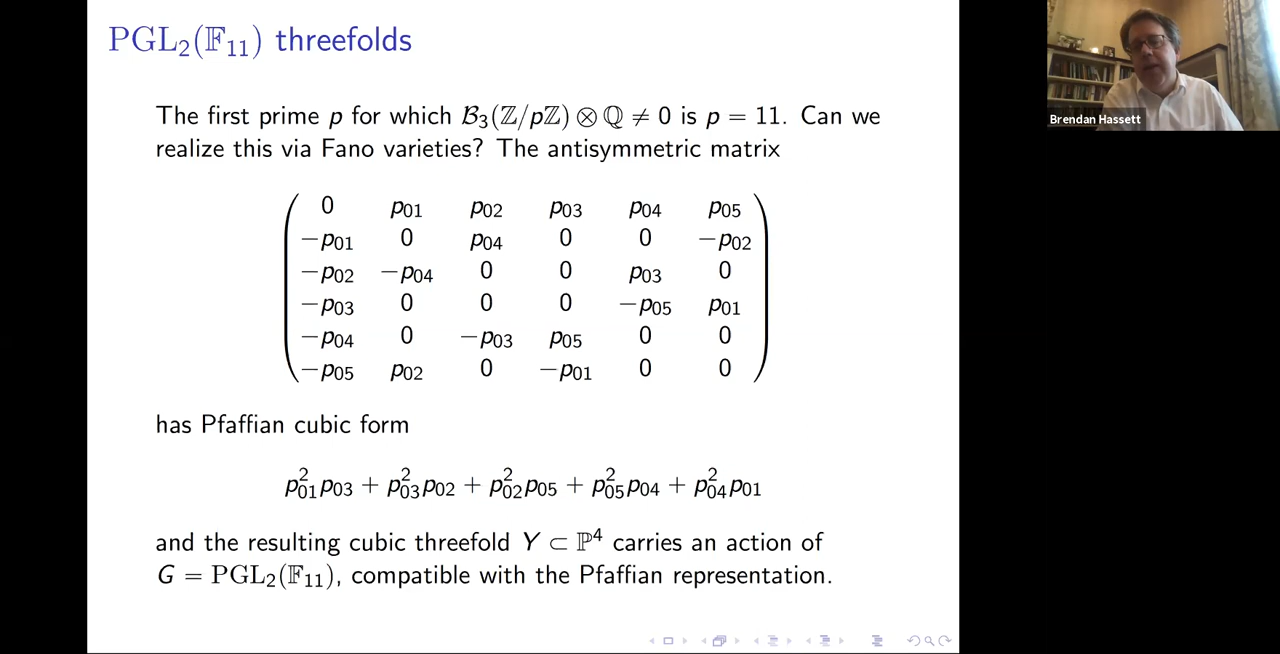 PGL₂(𝔽₁₁) threefolds
The first prime p for which ℬ₃(ℤ/pℤ) ⊗ ℚ ≠ 0 is p = 11. Can we
realize this via Fano varieties? The antisymmetric matrix
0 p₀₁ p₀₂ p₀₃ p₀₄ p₀₅
−p₀₁ 0 p₀₄ 0 0 −p₀₂
−p₀₂ −p₀₄ 0 0 p₀₃ 0
−p₀₃ 0 0 0 −p₀₅ p₀₁
−p₀₄ 0 −p₀₃ p₀₅ 0 0
−p₀₅ p₀₂ 0 −p₀₁ 0 0
has Pfaffian cubic form
p₀₁²p₀₃ + p₀₃²p₀₂ + p₀₂²p₀₅ + p₀₅²p₀₄ + p₀₄²p₀₁
and the resulting cubic threefold Y ⊂ ℙ⁴ carries an action of
G = PGL₂(𝔽₁₁), compatible with the Pfaffian representation.
Brendan Hassett